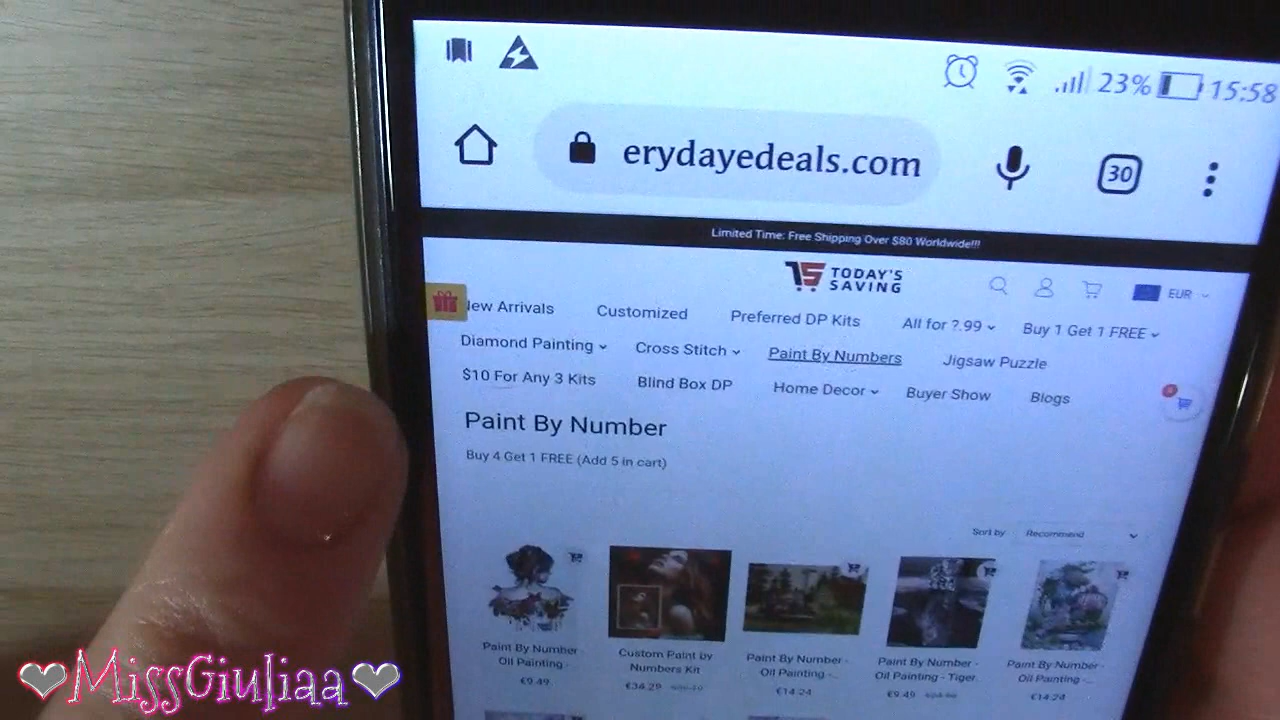 23% 15:58
erydayedeals.com 30
Limited Time: Free Shipping Over $80 Worldwide!!!
TODAY'S
SAVING
EUR
New Arrivals Customized Preferred DP Kits All for ?.99 Buy 1 Get 1 FREE
Diamond Painting Cross Stitch Paint By Numbers Jigsaw Puzzle
$10 For Any 3 Kits Blind Box DP Home Decor Buyer Show Blogs
Paint By Number
Buy 4 Get 1 FREE (Add 5 in cart)
Sort by Recommend
Paint By Number
Oil Painting -
€9.49
Custom Paint by
Numbers Kit
€34.29
Paint By Number -
Oil Painting -...
€14.24
Paint By Number -
Oil Painting - Tiger
€9.49
Paint By Number -
Oil Painting -...
€14.24
MissGiuliaa